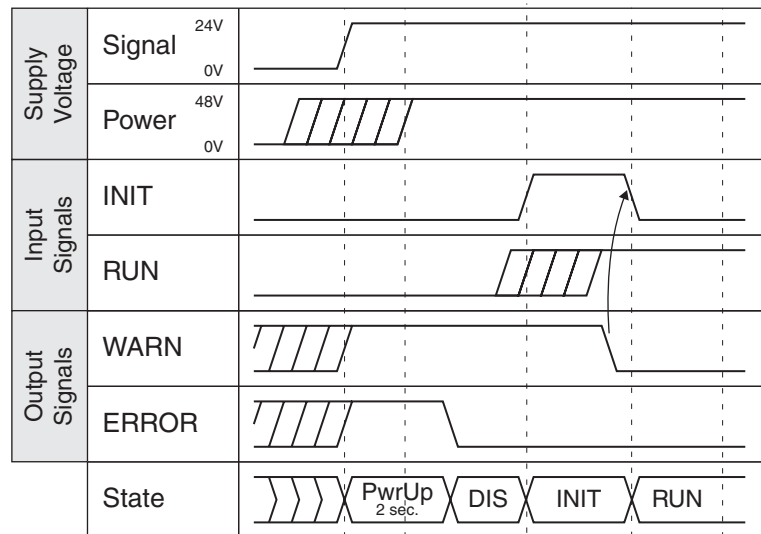 Supply
Voltage
Signal
24V
0V
Power
48V
0V
Input
Signals
INIT
RUN
Output
Signals
WARN
ERROR
State
PwrUp
2 sec.
DIS
INIT
RUN